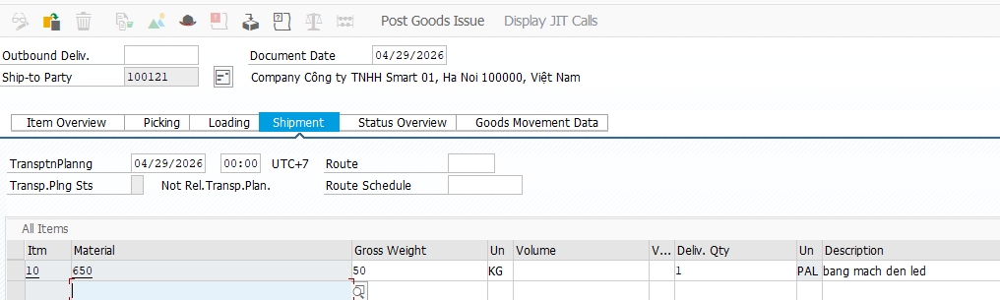 Post Goods Issue Display JIT Calls
Outbound Deliv. Document Date 04/29/2026
Ship-to Party 100121 Company Công ty TNHH Smart 01, Ha Noi 100000, Việt Nam
Item Overview Picking Loading Shipment Status Overview Goods Movement Data
TransptnPlanng 04/29/2026 00:00 UTC+7 Route
Transp.Plng Sts Not Rel.Transp.Plan. Route Schedule
All Items
Itm Material Gross Weight Un Volume V... Deliv. Qty Un Description
10 650 50 KG 1 PAL bang mach den led